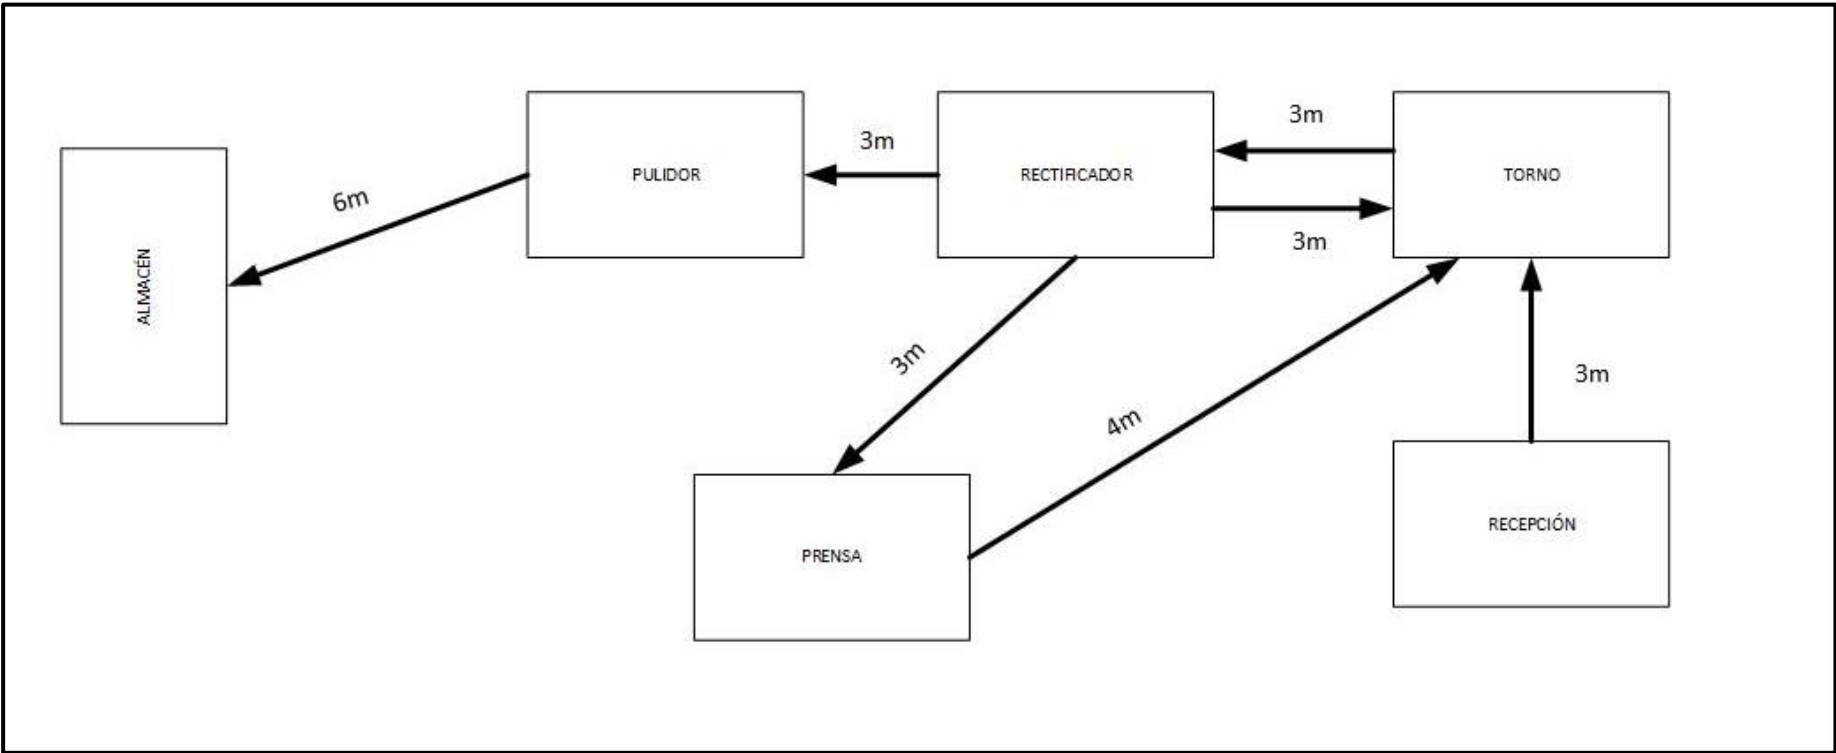 3m
3m
PULIDOR
RECTIFICADOR
TORNO
6m
3m
ALMACÉN
3m
3m
4m
RECEPCIÓN
PRENSA